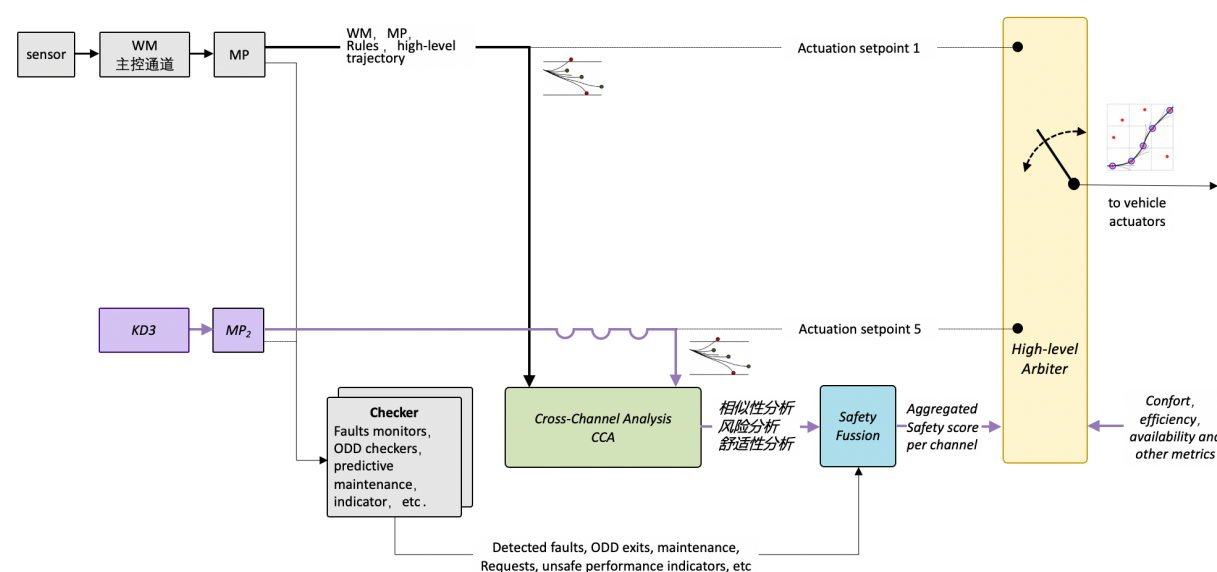 sensor
WM
主控通道
MP
WM, MP,
Rules, high-level
trajectory
Actuation setpoint 1
to vehicle
actuators
KD3
MP2
Actuation setpoint 5
High-level
Arbiter
Checker
Faults monitors,
ODD checkers,
predictive
maintenance,
indicator, etc.
Cross-Channel Analysis
CCA
相似性分析
风险分析
舒适性分析
Safety
Fussion
Aggregated
Safety score
per channel
Confort,
efficiency,
availability and
other metrics
Detected faults, ODD exits, maintenance,
Requests, unsafe performance indicators, etc